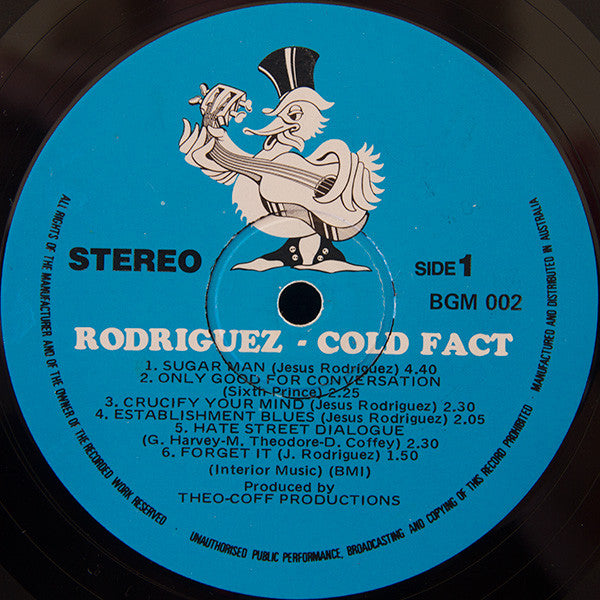 STEREO
SIDE 1
BGM 002
RODRIGUEZ - COLD FACT
1. SUGAR MAN (Jesus Rodriguez) 4.40
2. ONLY GOOD FOR CONVERSATION
(Sixth Prince) 2.25
3. CRUCIFY YOUR MIND (Jesus Rodriguez) 2.30
4. ESTABLISHMENT BLUES (Jesus Rodriguez) 2.05
5. HATE STREET DIALOGUE
(G. Harvey-M. Theodore-D. Coffey) 2.30
6. FORGET IT (J. Rodriguez) 1.50
(Interior Music) (BMI)
Produced by
THEO-COFF PRODUCTIONS
ALL RIGHTS OF THE MANUFACTURER AND OF THE OWNER OF THE RECORDED WORK RESERVED
UNAUTHORISED PUBLIC PERFORMANCE, BROADCASTING AND COPYING OF THIS RECORD PROHIBITED
MANUFACTURED AND DISTRIBUTED IN AUSTRALIA